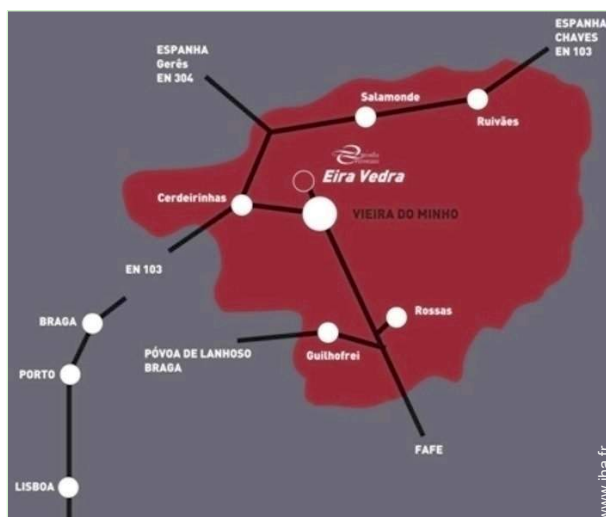 ESPANHA
CHAVES
EN 103
ESPANHA
Gerês
EN 304
Salamonde
Ruivães
Eira Vedra
Cerdeirinhas
VIEIRA DO MINHO
EN 103
BRAGA
Rossas
PÓVOA DE LANHOSO
BRAGA
Guilhofrei
PORTO
FAFE
LISBOA
www.iha.fr